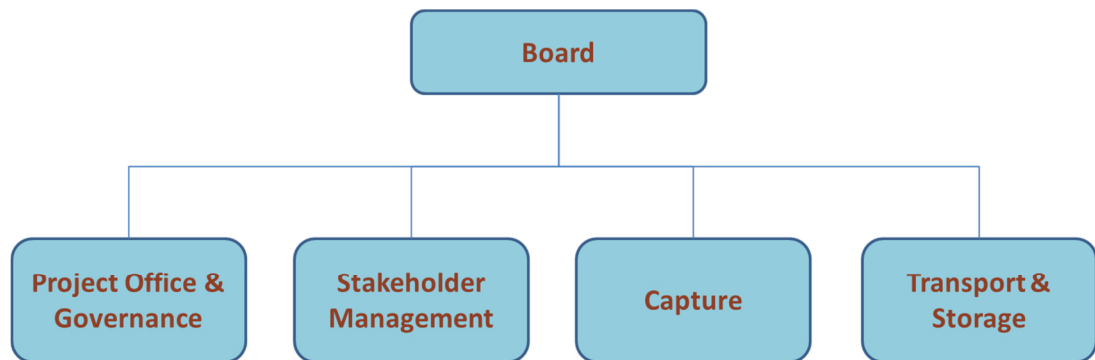 Board
Project Office &
Governance
Stakeholder
Management
Capture
Transport &
Storage